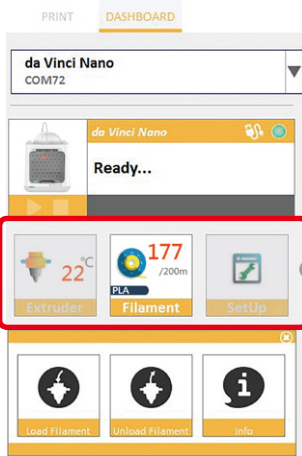 PRINT DASHBOARD
da Vinci Nano
COM72
da Vinci Nano
Ready...
22°C
177
/200m
PLA
Extruder Filament SetUp
Load Filament Unload Filament Info